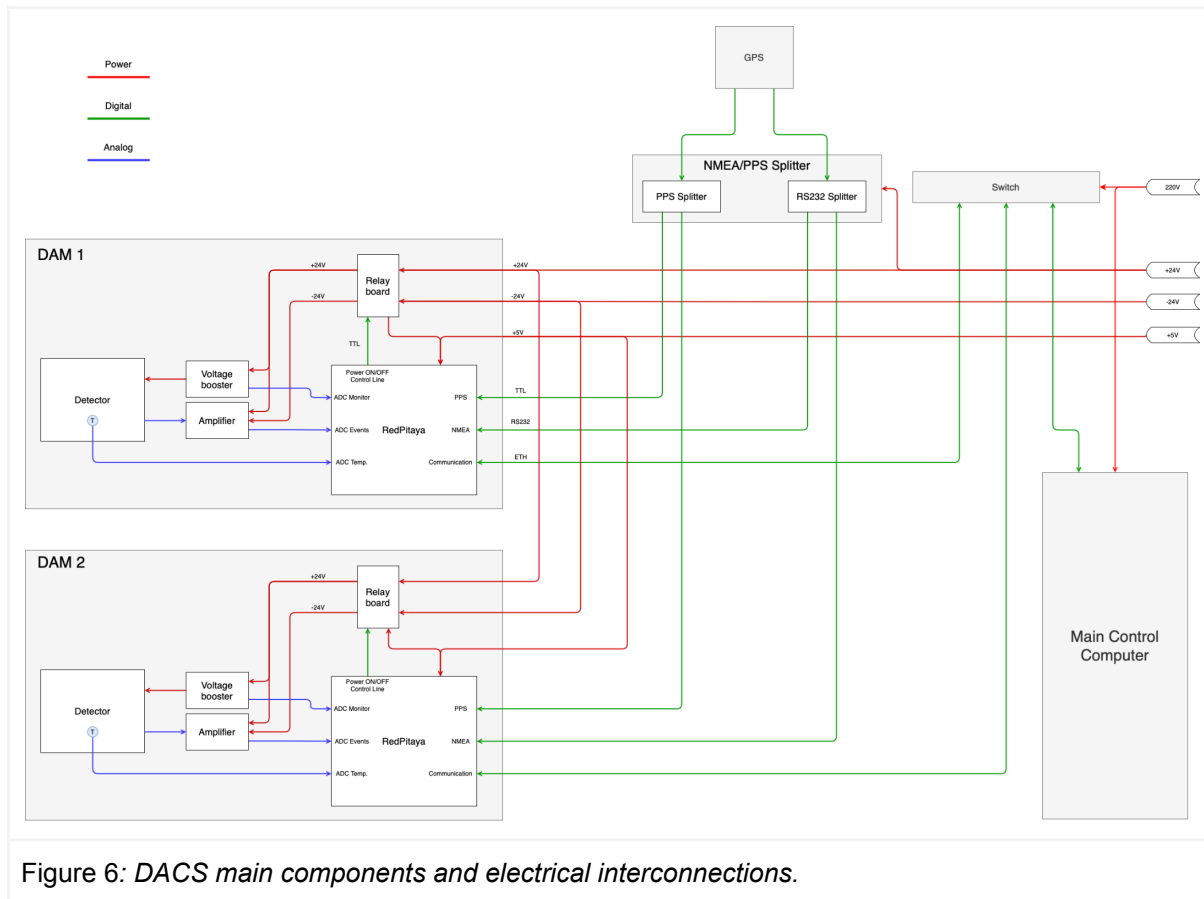 Power
Digital
Analog
GPS
NMEA/PPS Splitter
PPS Splitter
RS232 Splitter
Switch
220V
+24V
-24V
+5V
DAM 1
+24V
-24V
Relay
board
+24V
-24V
+5V
TTL
Detector
T
Voltage
booster
Amplifier
Power ON/OFF
Control Line
ADC Monitor
PPS
ADC Events
RedPitaya
NMEA
ADC Temp.
Communication
TTL
RS232
ETH
DAM 2
+24V
-24V
Relay
board
Detector
T
Voltage
booster
Amplifier
Power ON/OFF
Control Line
ADC Monitor
PPS
ADC Events
RedPitaya
NMEA
ADC Temp.
Communication
Main Control
Computer
Figure 6: DACS main components and electrical interconnections.